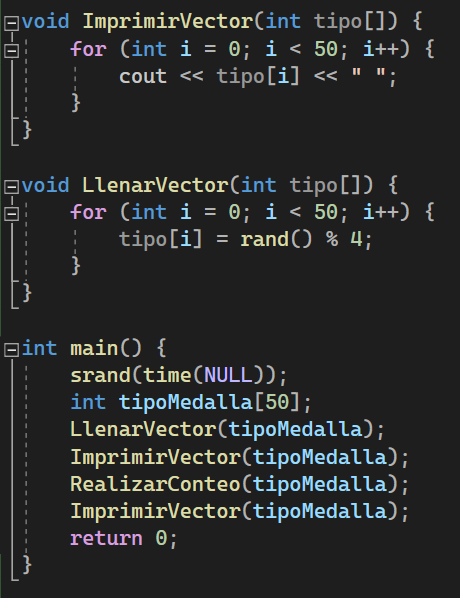 void ImprimirVector(int tipo[]) {
    for (int i = 0; i < 50; i++) {
        cout << tipo[i] << " ";
    }
}

void LlenarVector(int tipo[]) {
    for (int i = 0; i < 50; i++) {
        tipo[i] = rand() % 4;
    }
}

int main() {
    srand(time(NULL));
    int tipoMedalla[50];
    LlenarVector(tipoMedalla);
    ImprimirVector(tipoMedalla);
    RealizarConteo(tipoMedalla);
    ImprimirVector(tipoMedalla);
    return 0;
}